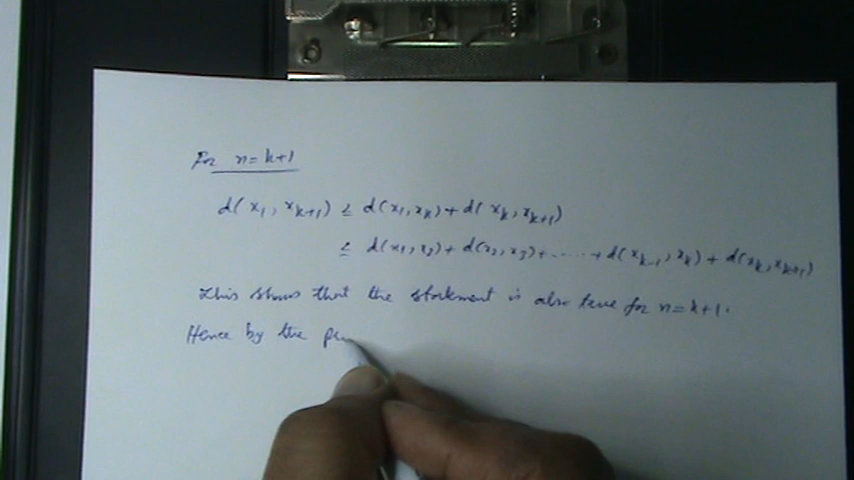 For n=k+1
d(x₁, xₖ₊₁) ≤ d(x₁, xₖ) + d(xₖ, xₖ₊₁)
≤ d(x₁, x₂) + d(x₂, x₃) + ..... + d(xₖ₋₁, xₖ) + d(xₖ, xₖ₊₁)
This shows that the statement is also true for n=k+1.
Hence by the